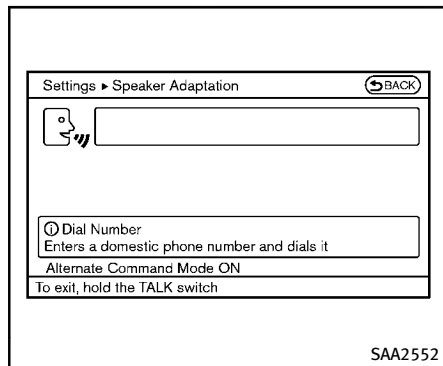 Settings ▸ Speaker Adaptation
BACK
ⓘ Dial Number
Enters a domestic phone number and dials it
Alternate Command Mode ON
To exit, hold the TALK switch
SAA2552